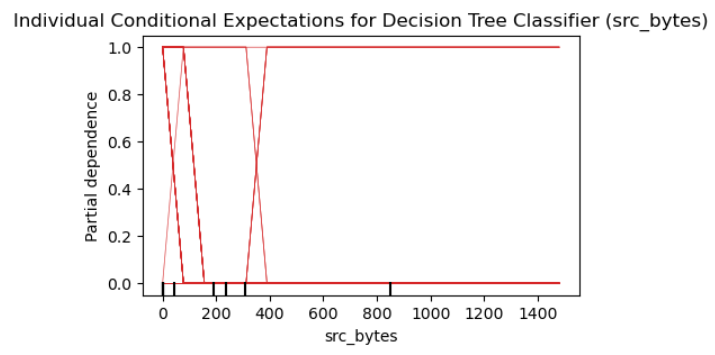 Individual Conditional Expectations for Decision Tree Classifier (src_bytes)
1.0
0.8
0.6
0.4
0.2
0.0
Partial dependence
0 200 400 600 800 1000 1200 1400
src_bytes